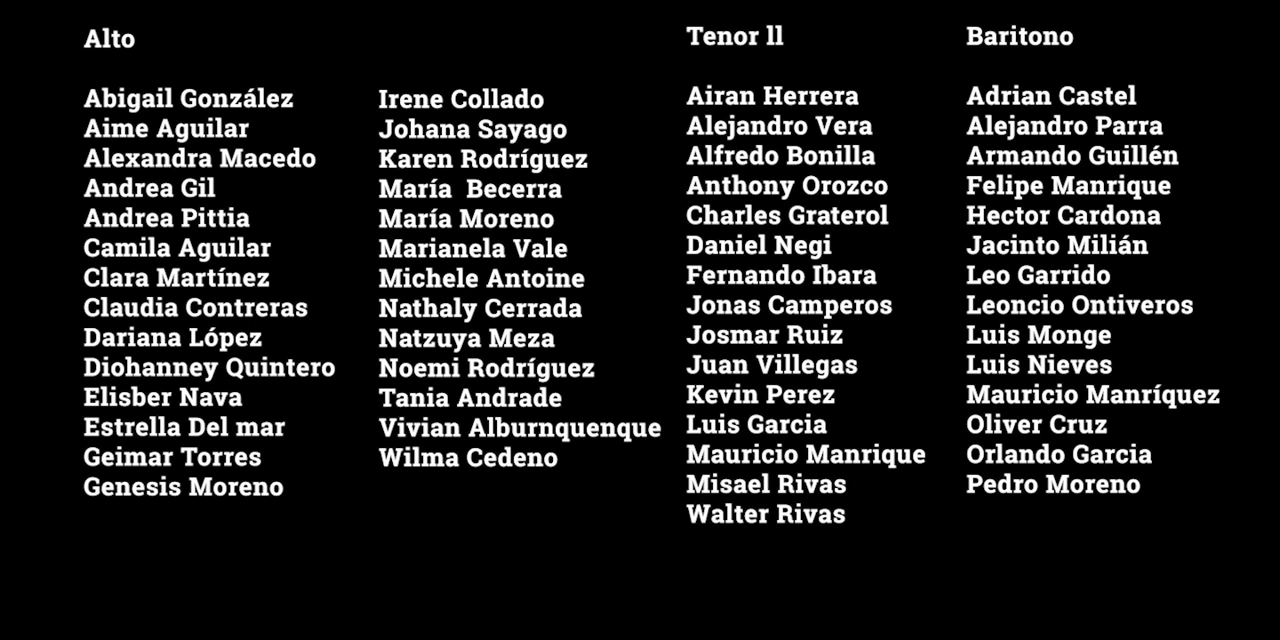 Alto
Abigail González
Aime Aguilar
Alexandra Macedo
Andrea Gil
Andrea Pittia
Camila Aguilar
Clara Martínez
Claudia Contreras
Dariana López
Diohanney Quintero
Elisber Nava
Estrella Del mar
Geimar Torres
Genesis Moreno
Irene Collado
Johana Sayago
Karen Rodríguez
María  Becerra
María Moreno
Marianela Vale
Michele Antoine
Nathaly Cerrada
Natzuya Meza
Noemi Rodríguez
Tania Andrade
Vivian Alburnquenque
Wilma Cedeno
Tenor ll
Airan Herrera
Alejandro Vera
Alfredo Bonilla
Anthony Orozco
Charles Graterol
Daniel Negi
Fernando Ibara
Jonas Camperos
Josmar Ruiz
Juan Villegas
Kevin Perez
Luis Garcia
Mauricio Manrique
Misael Rivas
Walter Rivas
Baritono
Adrian Castel
Alejandro Parra
Armando Guillén
Felipe Manrique
Hector Cardona
Jacinto Milián
Leo Garrido
Leoncio Ontiveros
Luis Monge
Luis Nieves
Mauricio Manríquez
Oliver Cruz
Orlando Garcia
Pedro Moreno